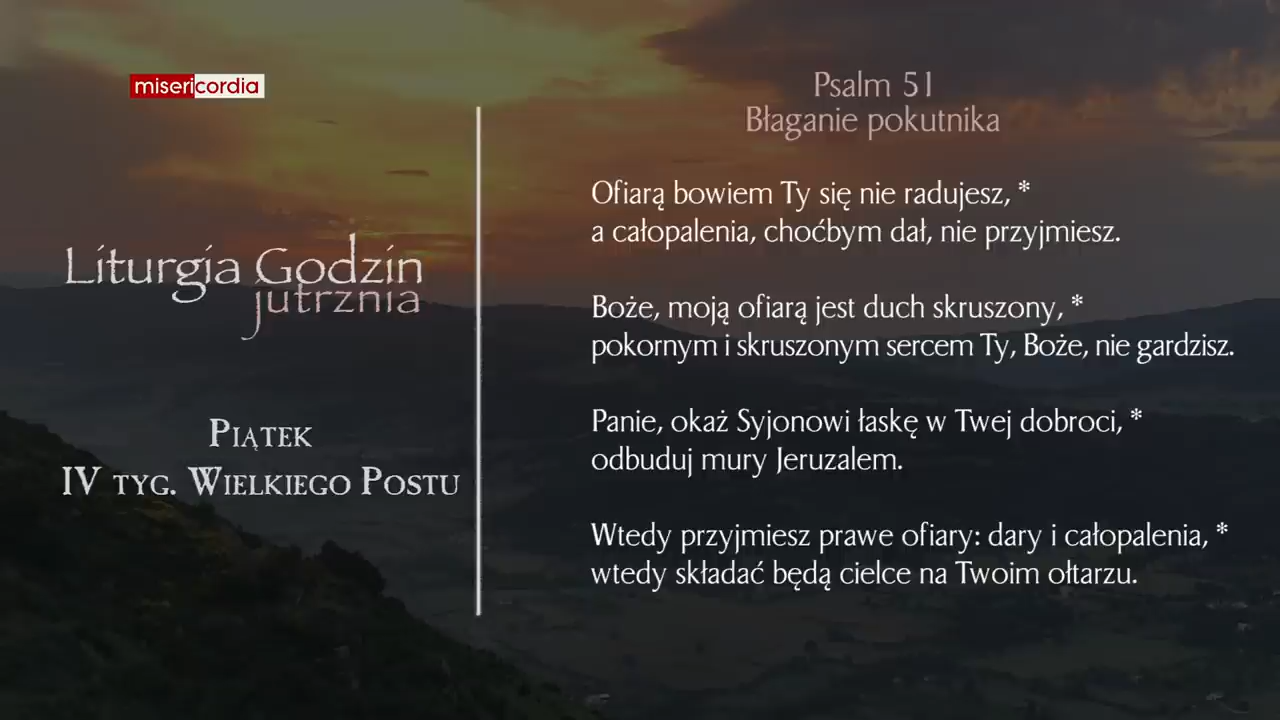 misericordia
Liturgia Godzin
jutrznia
Piątek
IV tyg. Wielkiego Postu
Psalm 51
Błaganie pokutnika
Ofiarą bowiem Ty się nie radujesz, *
a całopalenia, choćbym dał, nie przyjmiesz.
Boże, moją ofiarą jest duch skruszony, *
pokornym i skruszonym sercem Ty, Boże, nie gardzisz.
Panie, okaż Syjonowi łaskę w Twej dobroci, *
odbuduj mury Jeruzalem.
Wtedy przyjmiesz prawe ofiary: dary i całopalenia, *
wtedy składać będą cielce na Twoim ołtarzu.